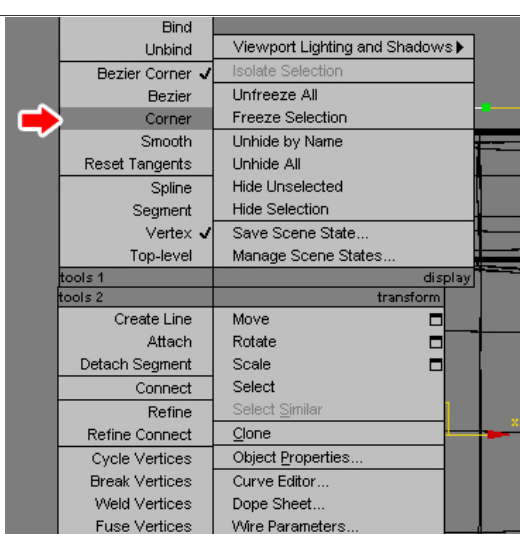 Bind
Unbind
Bezier Corner
Bezier
Corner
Smooth
Reset Tangents
Spline
Segment
Vertex
Top-level
tools 1
Viewport Lighting and Shadows
Isolate Selection
Unfreeze All
Freeze Selection
Unhide by Name
Unhide All
Hide Unselected
Hide Selection
Save Scene State...
Manage Scene States...
display
tools 2
Create Line
Attach
Detach Segment
Connect
Refine
Refine Connect
Cycle Vertices
Break Vertices
Weld Vertices
Fuse Vertices
transform
Move
Rotate
Scale
Select
Select Similar
Clone
Object Properties...
Curve Editor...
Dope Sheet...
Wire Parameters...
x